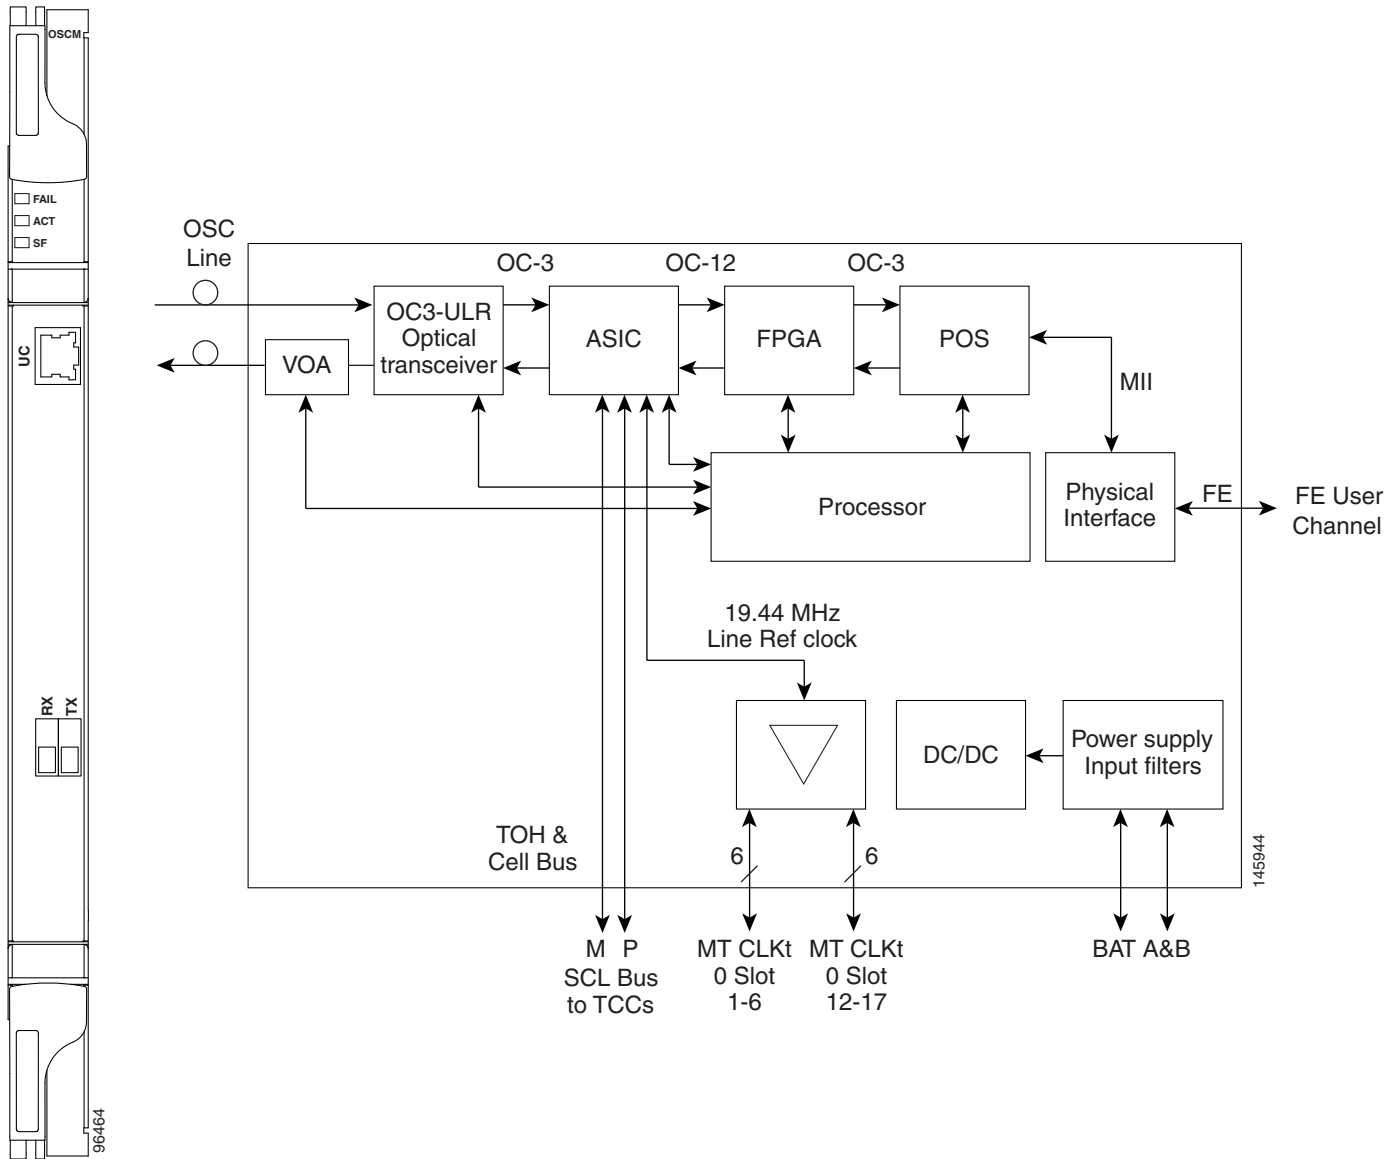 OSCM
FAIL
ACT
SF
UC
RX
TX
96464
OSC
Line
OC-3
OC-12
OC-3
VOA
OC3-ULR
Optical
transceiver
ASIC
FPGA
POS
MII
Processor
Physical
Interface
FE
FE User
Channel
19.44 MHz
Line Ref clock
DC/DC
Power supply
Input filters
TOH &
Cell Bus
6
6
145944
M P
SCL Bus
to TCCs
MT CLKt
0 Slot
1-6
MT CLKt
0 Slot
12-17
BAT A&B